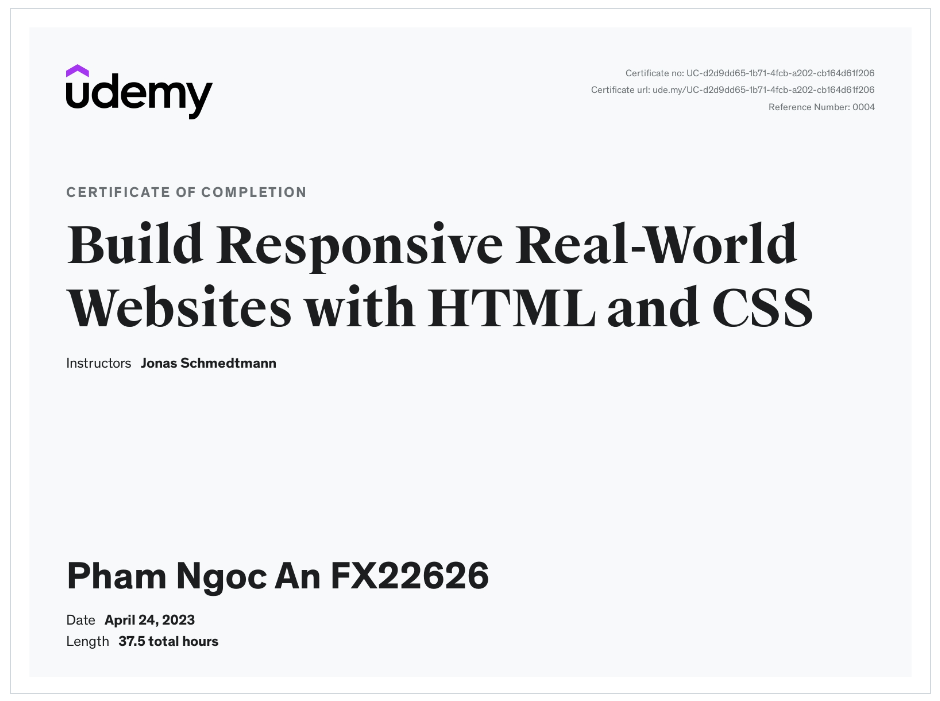 udemy
Certificate no: UC-d2d9dd65-1b71-4fcb-a202-cb164d61f206
Certificate url: ude.my/UC-d2d9dd65-1b71-4fcb-a202-cb164d61f206
Reference Number: 0004
CERTIFICATE OF COMPLETION
Build Responsive Real-World
Websites with HTML and CSS
Instructors Jonas Schmedtmann
Pham Ngoc An FX22626
Date April 24, 2023
Length 37.5 total hours